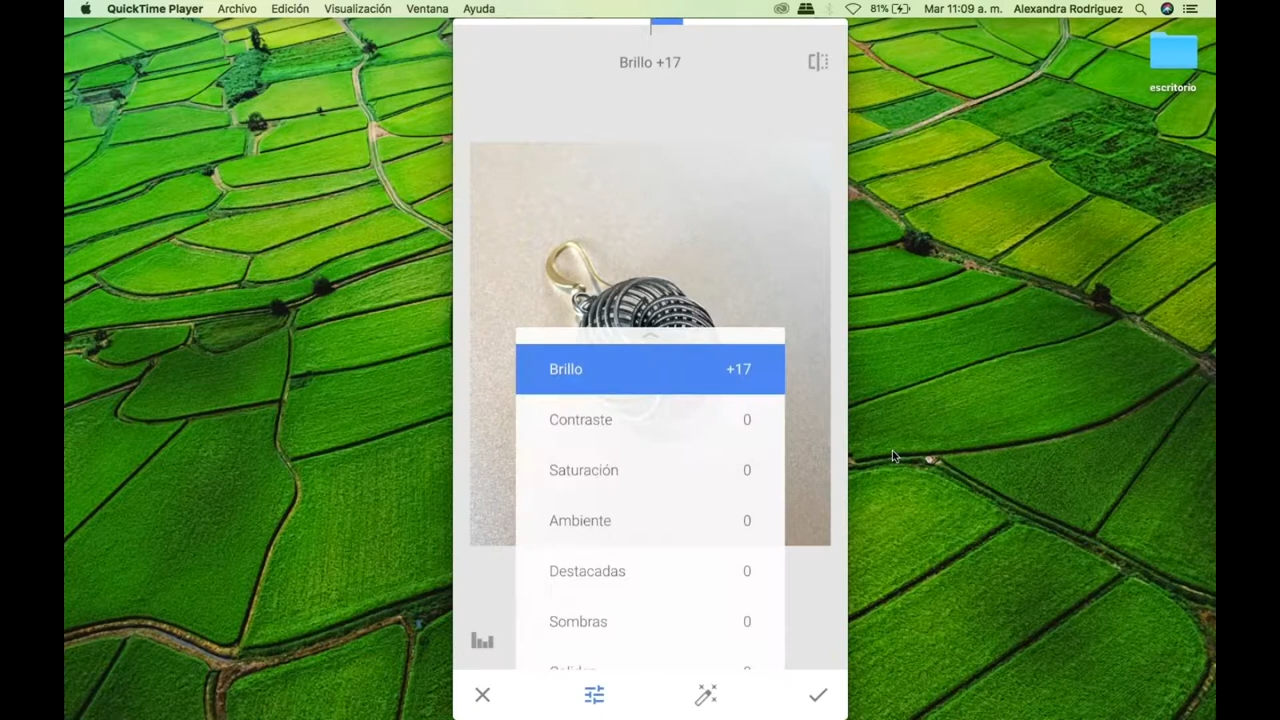 QuickTime Player Archivo Edición Visualización Ventana Ayuda 81% Mar 11:09 a. m. Alexandra Rodriguez
Brillo +17
escritorio
Brillo +17
Contraste 0
Saturación 0
Ambiente 0
Destacadas 0
Sombras 0